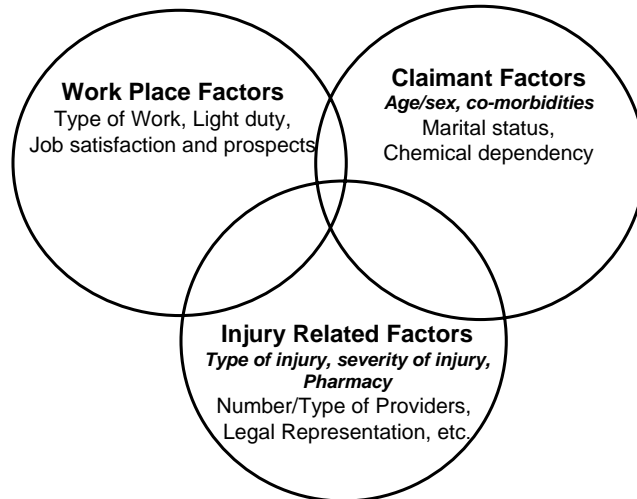 Work Place Factors
Type of Work, Light duty,
Job satisfaction and prospects
Claimant Factors
Age/sex, co-morbidities
Marital status,
Chemical dependency
Injury Related Factors
Type of injury, severity of injury,
Pharmacy
Number/Type of Providers,
Legal Representation, etc.